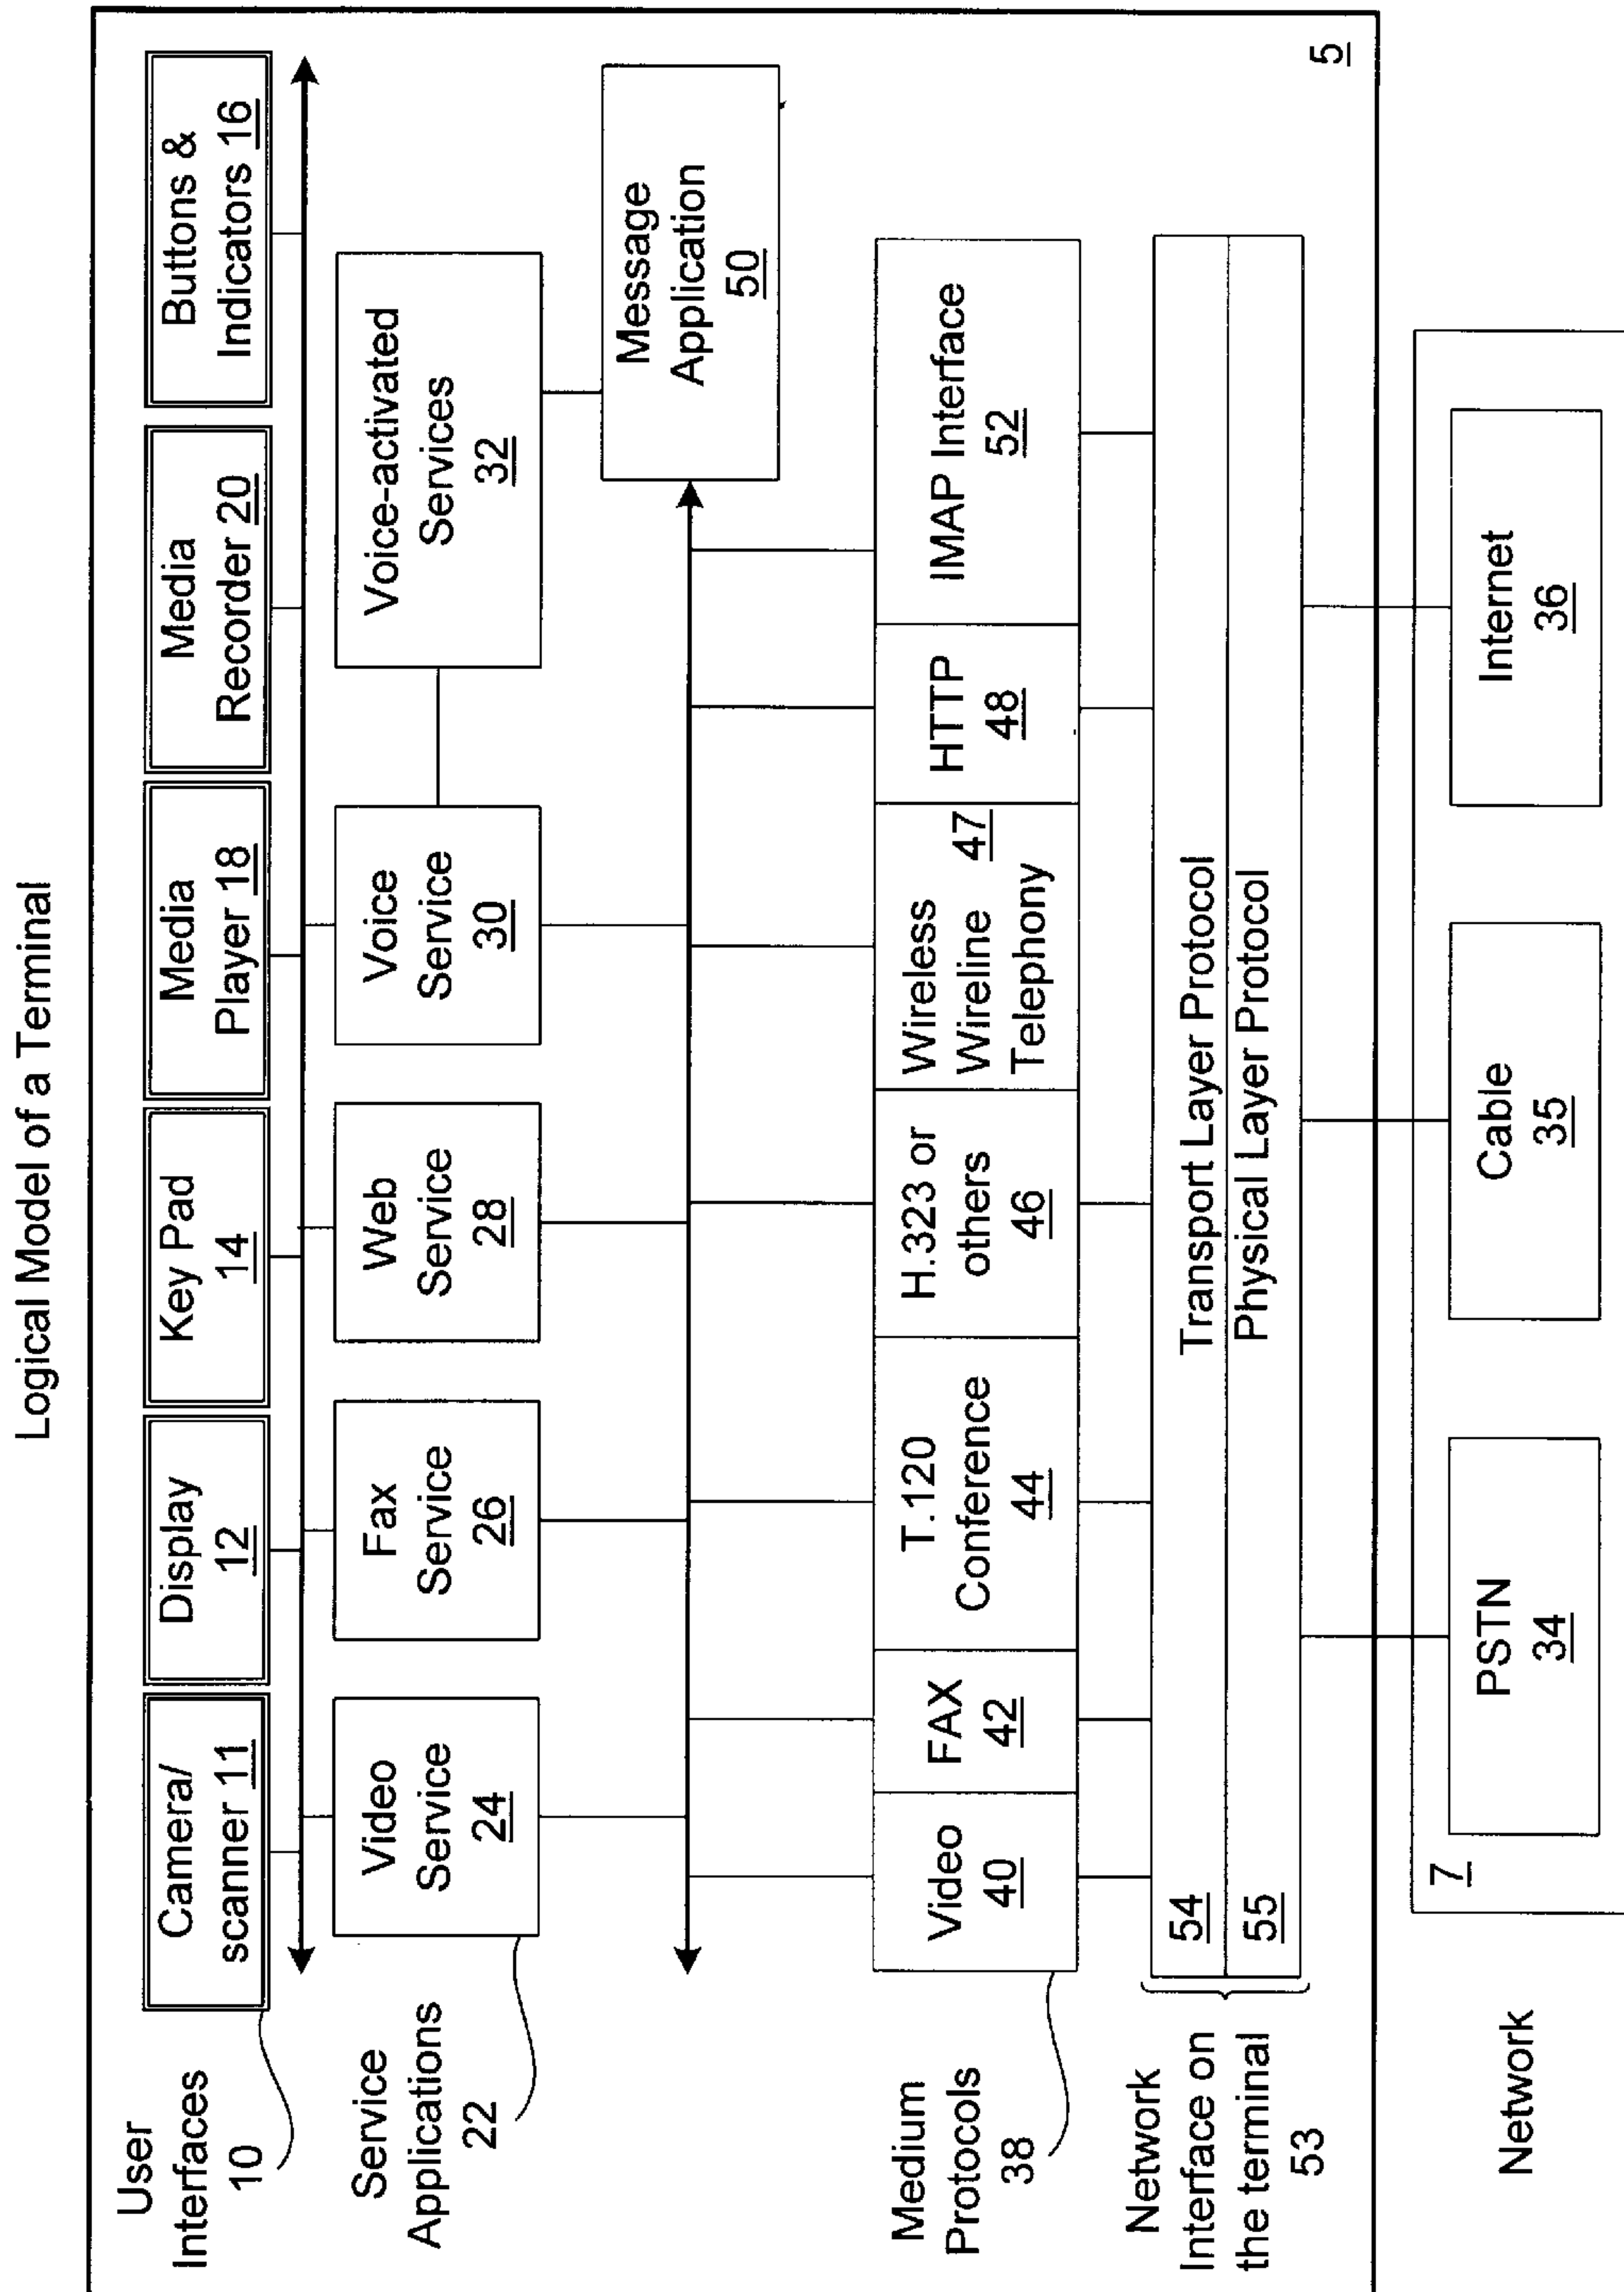 Logical Model of a Terminal
User
Interfaces
10
Camera/
scanner 11
Display
12
Key Pad
14
Media
Player 18
Media
Recorder 20
Buttons &
Indicators 16
Service
Applications
22
Video
Service
24
Fax
Service
26
Web
Service
28
Voice
Service
30
Voice-activated
Services
32
Message
Application
50
Medium
Protocols
38
Video
40
FAX
42
T.120
Conference
44
H.323 or
others
46
Wireless
Wireline 47
Telephony
HTTP
48
IMAP Interface
52
Network
Interface on
the terminal
53
54 Transport Layer Protocol
55 Physical Layer Protocol
5
Network
7
PSTN
34
Cable
35
Internet
36